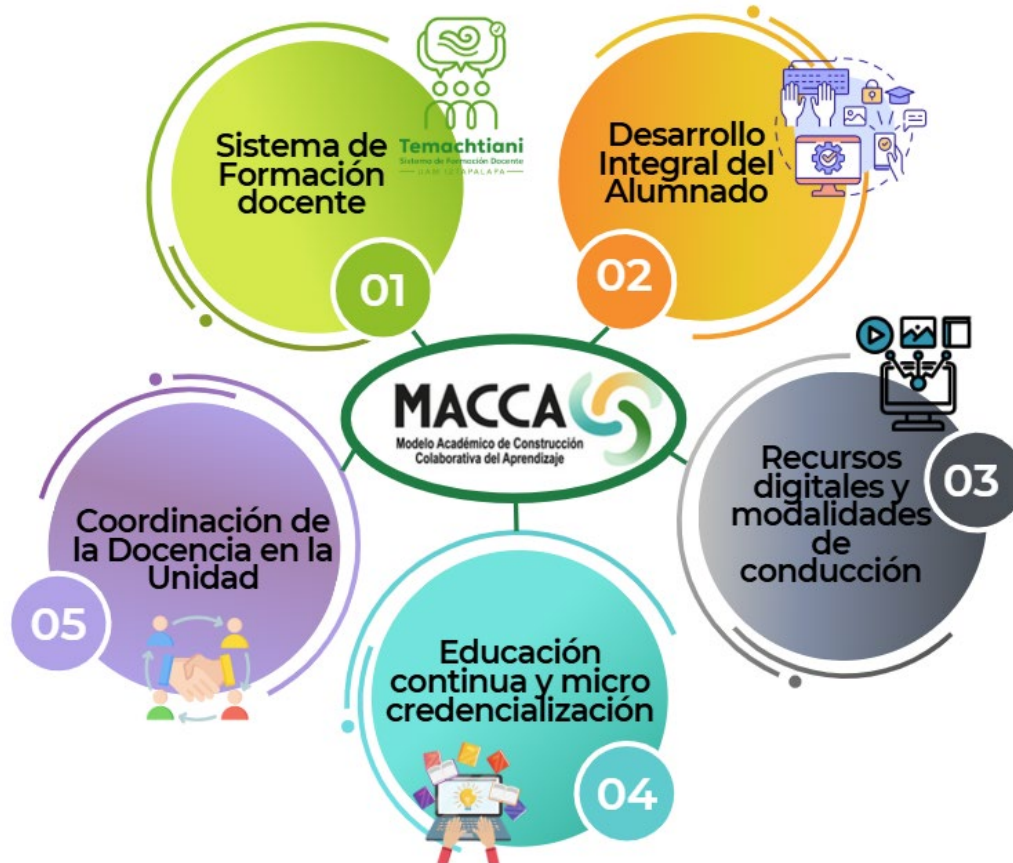 Sistema de
Formación
docente
01
Temachtiani
Sistema de Formación Docente
UAM IZTAPALAPA
Desarrollo
Integral del
Alumnado
02
MACCA
Modelo Académico de Construcción
Colaborativa del Aprendizaje
Recursos
digitales y
modalidades
de
conducción
03
Educación
continua y micro
credencialización
04
Coordinación de
la Docencia en la
Unidad
05